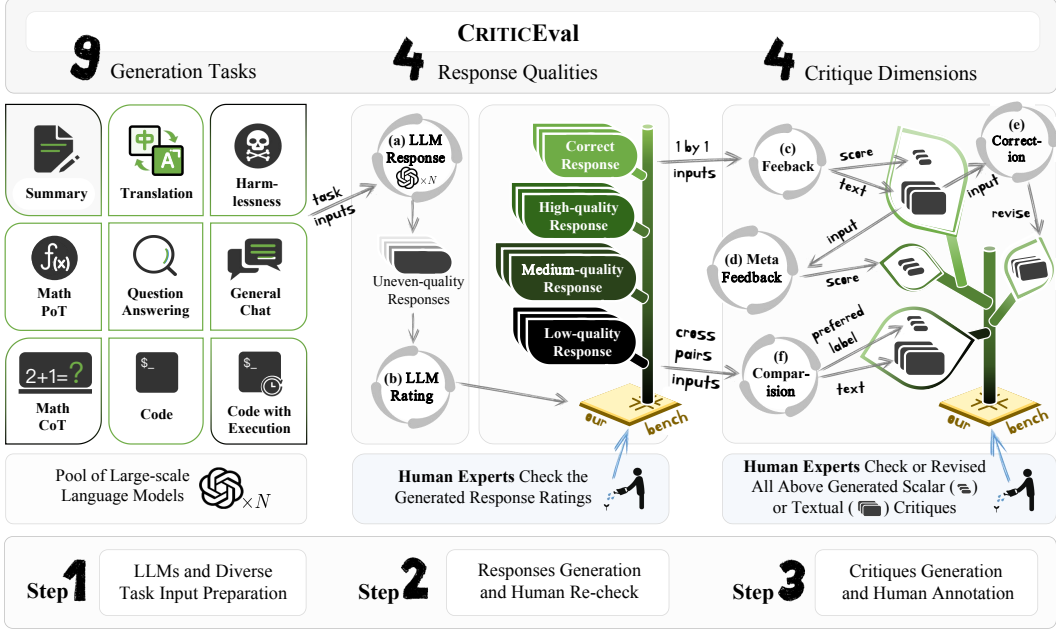 CRITICEval
9 Generation Tasks
4 Response Qualities
4 Critique Dimensions
Summary
中
A
Translation
Harm-
lessness
f(x)
Math
PoT
Question
Answering
General
Chat
2+1=?
Math
CoT
$_
Code
$_
Code with
Execution
Pool of Large-scale
Language Models
×N
task
inputs
(a) LLM
Response
×N
Uneven-quality
Responses
(b) LLM
Rating
Correct
Response
High-quality
Response
Medium-quality
Response
Low-quality
Response
our bench
Human Experts Check the
Generated Response Ratings
1 by 1
inputs
cross
pairs
inputs
(c)
Feeback
score
text
input
input
(e)
Correct-
ion
revise
(d) Meta
Feedback
score
(f)
Compar-
ision
preferred
label
text
our bench
Human Experts Check or Revised
All Above Generated Scalar ( )
or Textual ( ) Critiques
Step 1
LLMs and Diverse
Task Input Preparation
Step 2
Responses Generation
and Human Re-check
Step 3
Critiques Generation
and Human Annotation